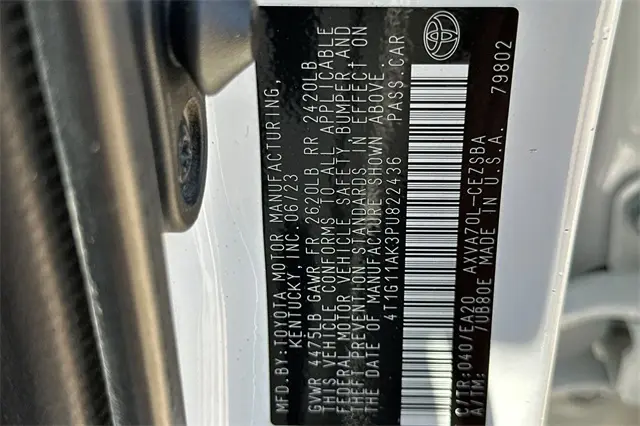 MFD.BY:TOYOTA MOTOR MANUFACTURING,
KENTUCKY, INC. 06/23
GVWR 4475LB GAWR FR 2620LB RR 2420LB
THIS VEHICLE CONFORMS TO ALL APPLICABLE
FEDERAL MOTOR VEHICLE SAFETY, BUMPER AND
THEFT PREVENTION STANDARDS IN EFFECT ON
THE DATE OF MANUFACTURE SHOWN ABOVE.
4T1G11AK3PU822436 PASS.CAR
C/TR:040/EA20 AXVA70L-CEZSBA
A/TM: 70B80E MADE IN U.S.A. 79802